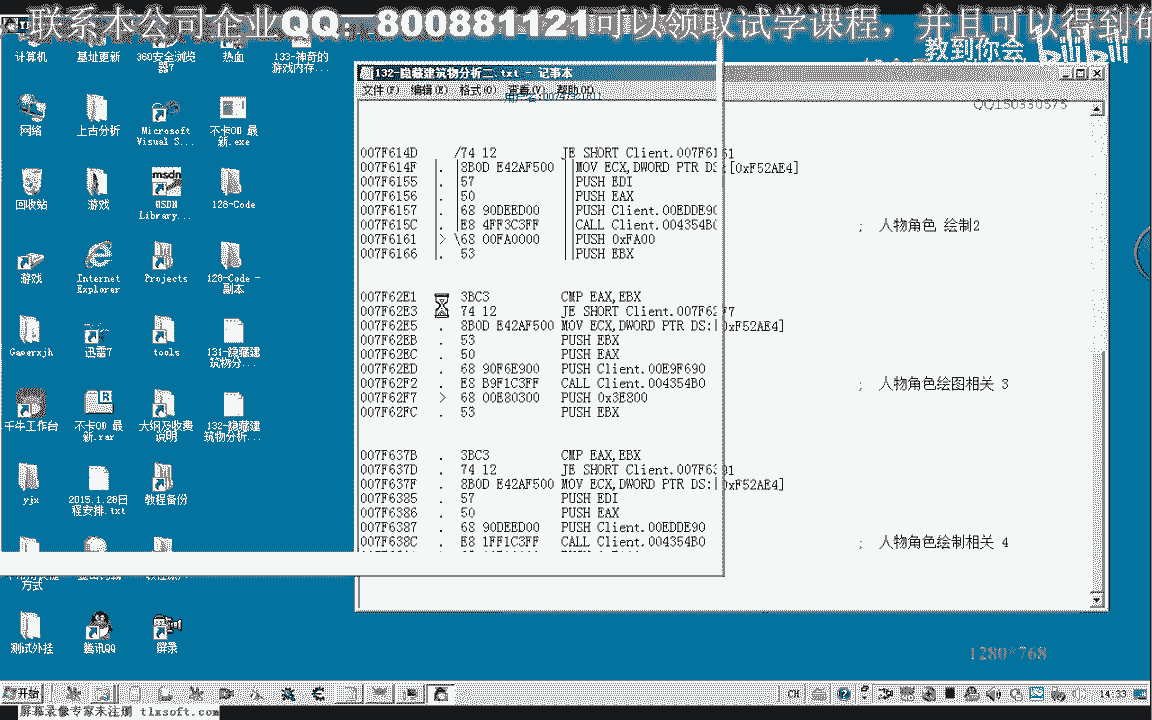 联系本公司企业QQ：800881121可以领取试学课程，并且可以得到
教到你会 bilibili
计算机
基址更新
360安全浏览器7
热血
133-神奇的游戏内存...
网络
上古分析
Microsoft Visual S...
不卡OD 最新.exe
回收站
游戏
MSDN Library...
128-Code
游戏
Internet Explorer
Projects
128-Code - 副本
Gamerxjh
迅雷7
tools
131-隐藏建筑物分...
千牛工作台
不卡OD 最新.rar
大纲及收费说明
132-隐藏建筑物分析...
yjx
2015.1.28日程安排.txt
教程备份
方式
测试外挂
腾讯QQ
屏录
132-隐藏建筑物分析二.txt - 记事本
文件(F) 编辑(E) 格式(O) 查看(V) 帮助(H)
QQ150330575
007F614D /74 12 JE SHORT Client.007F6161
007F614F |. |8B0D E42AF500 ||MOV ECX,DWORD PTR DS:[0xF52AE4]
007F6155 |. |57 ||PUSH EDI
007F6156 |. |50 ||PUSH EAX
007F6157 |. |68 90DEED00 ||PUSH Client.00EDDE90
007F615C |. |E8 4FF3C3FF ||CALL Client.004354B0 ; 人物角色 绘制2
007F6161 |> \68 00FA0000 ||PUSH 0xFA00
007F6166 |. 53 ||PUSH EBX
007F62E1 3BC3 CMP EAX,EBX
007F62E3 74 12 JE SHORT Client.007F62F7
007F62E5 . 8B0D E42AF500 MOV ECX,DWORD PTR DS:[0xF52AE4]
007F62EB . 53 PUSH EBX
007F62EC . 50 PUSH EAX
007F62ED . 68 90F6E900 PUSH Client.00E9F690
007F62F2 . E8 B9F1C3FF CALL Client.004354B0 ; 人物角色绘图相关 3
007F62F7 > 68 00E80300 PUSH 0x3E800
007F62FC . 53 PUSH EBX
007F637B . 3BC3 CMP EAX,EBX
007F637D . 74 12 JE SHORT Client.007F6391
007F637F . 8B0D E42AF500 MOV ECX,DWORD PTR DS:[0xF52AE4]
007F6385 . 57 PUSH EDI
007F6386 . 50 PUSH EAX
007F6387 . 68 90DEED00 PUSH Client.00EDDE90
007F638C . E8 1FF1C3FF CALL Client.004354B0 ; 人物角色绘制相关 4
1280*768
开始
CH
14:33
屏幕录像专家未注册 tlxsoft.com